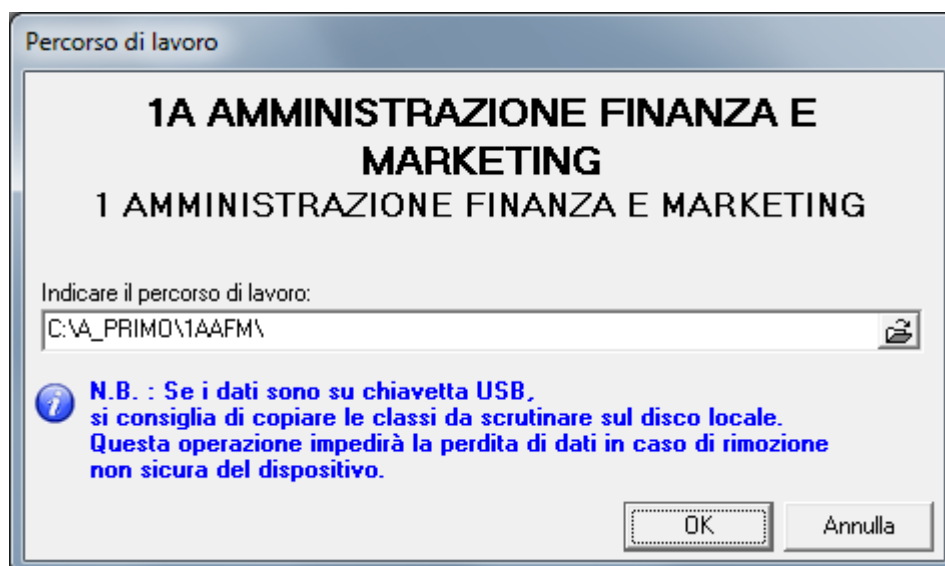 Percorso di lavoro
1A AMMINISTRAZIONE FINANZA E
MARKETING
1 AMMINISTRAZIONE FINANZA E MARKETING
Indicare il percorso di lavoro:
C:\A_PRIMO\1AAFM\
N.B. : Se i dati sono su chiavetta USB,
si consiglia di copiare le classi da scrutinare sul disco locale.
Questa operazione impedirà la perdita di dati in caso di rimozione
non sicura del dispositivo.
OK Annulla